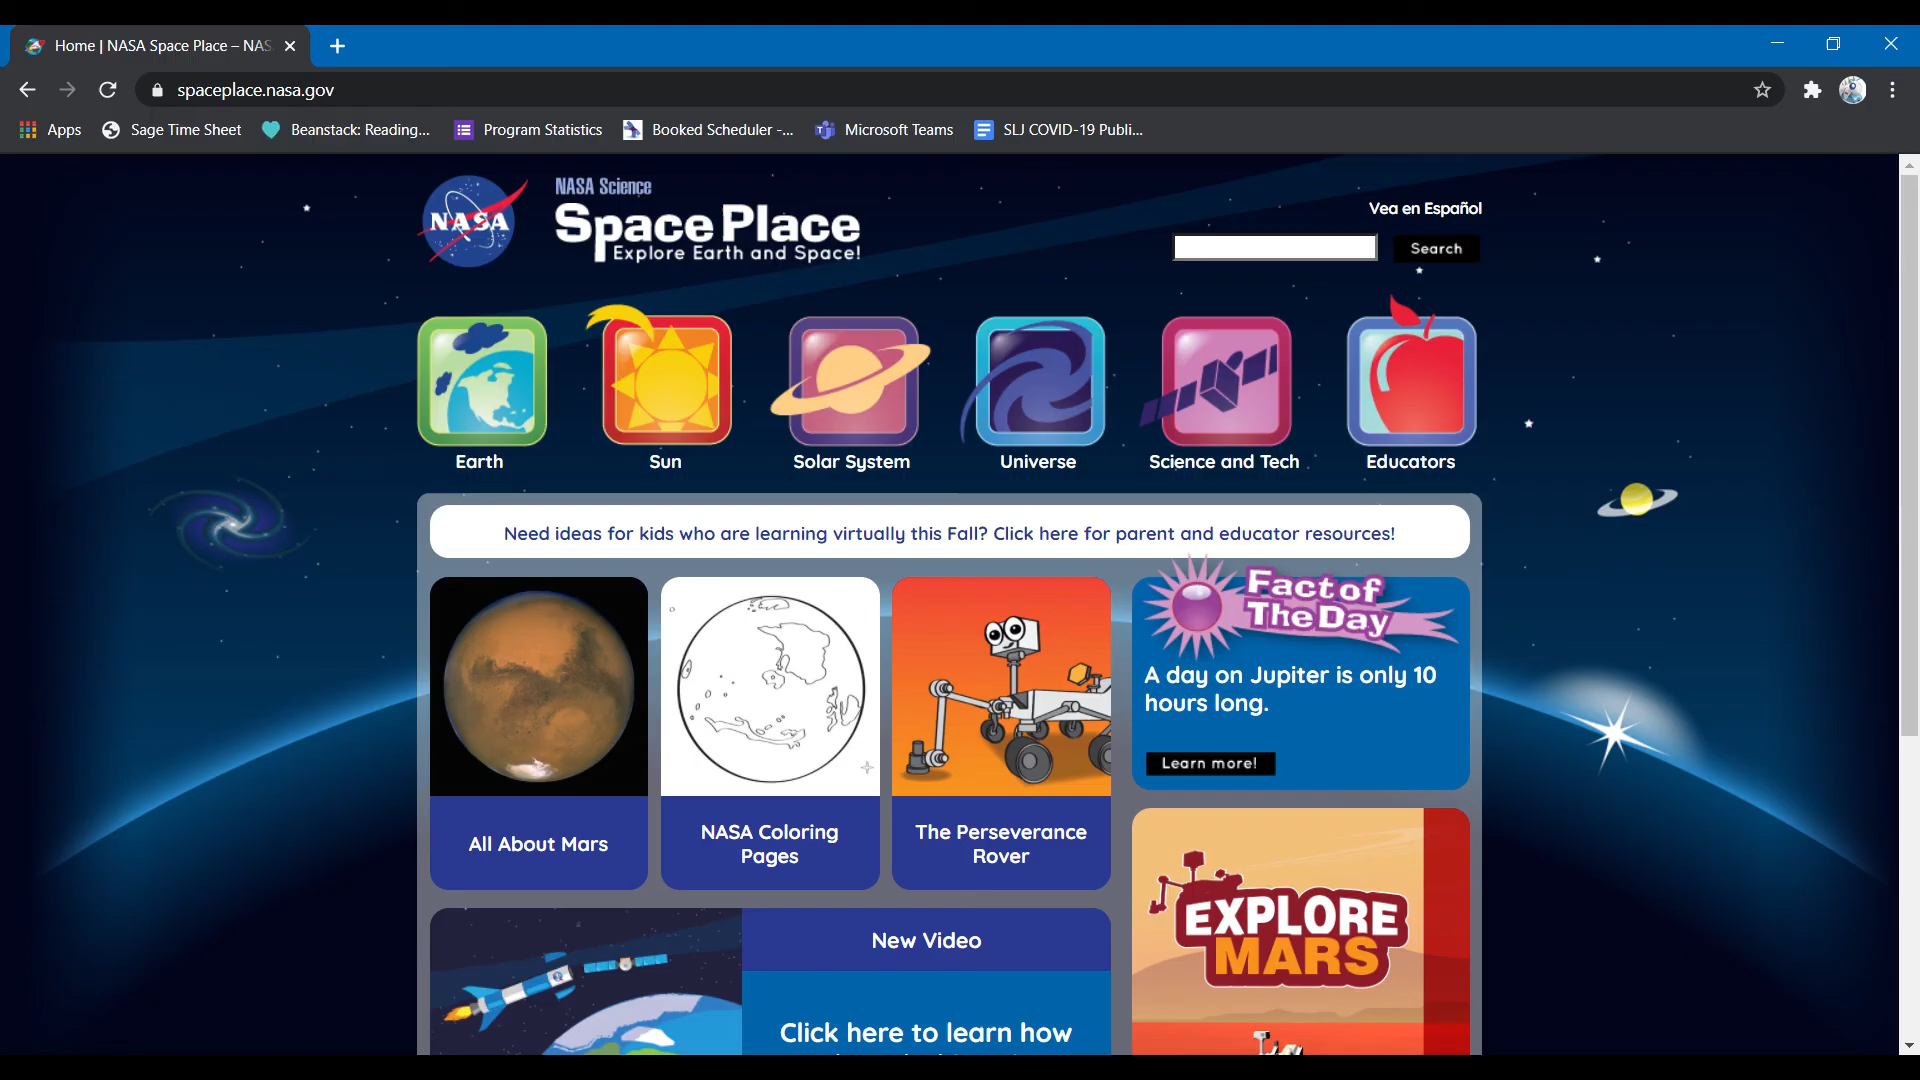 Home | NASA Space Place – NAS
spaceplace.nasa.gov
Apps
Sage Time Sheet
Beanstack: Reading...
Program Statistics
Booked Scheduler -...
Microsoft Teams
SLJ COVID-19 Publi...
NASA
NASA Science
Space Place
Explore Earth and Space!
Vea en Español
Search
Earth
Sun
Solar System
Universe
Science and Tech
Educators
Need ideas for kids who are learning virtually this Fall? Click here for parent and educator resources!
Fact of
The Day
A day on Jupiter is only 10
hours long.
Learn more!
All About Mars
NASA Coloring
Pages
The Perseverance
Rover
EXPLORE
MARS
New Video
Click here to learn how